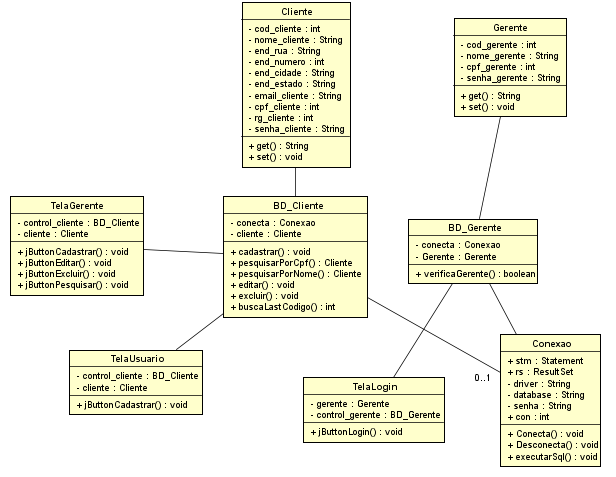 Cliente
- cod_cliente : int
- nome_cliente : String
- end_rua : String
- end_numero : int
- end_cidade : String
- end_estado : String
- email_cliente : String
- cpf_cliente : int
- rg_cliente : int
- senha_cliente : String
+ get() : String
+ set() : void
Gerente
- cod_gerente : int
- nome_gerente : String
- cpf_gerente : int
- senha_gerente : String
+ get() : String
+ set() : void
TelaGerente
- control_cliente : BD_Cliente
- cliente : Cliente
+ jButtonCadastrar() : void
+ jButtonEditar() : void
+ jButtonExcluir() : void
+ jButtonPesquisar() : void
BD_Cliente
- conecta : Conexao
- cliente : Cliente
+ cadastrar() : void
+ pesquisarPorCpf() : Cliente
+ pesquisarPorNome() : Cliente
+ editar() : void
+ excluir() : void
+ buscaLastCodigo() : int
BD_Gerente
- conecta : Conexao
- Gerente : Gerente
+ verificaGerente() : boolean
TelaUsuario
- control_cliente : BD_Cliente
- cliente : Cliente
+ jButtonCadastrar() : void
TelaLogin
- gerente : Gerente
- control_gerente : BD_Gerente
+ jButtonLogin() : void
0..1
Conexao
+ stm : Statement
+ rs : ResultSet
- driver : String
- database : String
- senha : String
+ con : int
+ Conecta() : void
+ Desconecta() : void
+ executarSql() : void